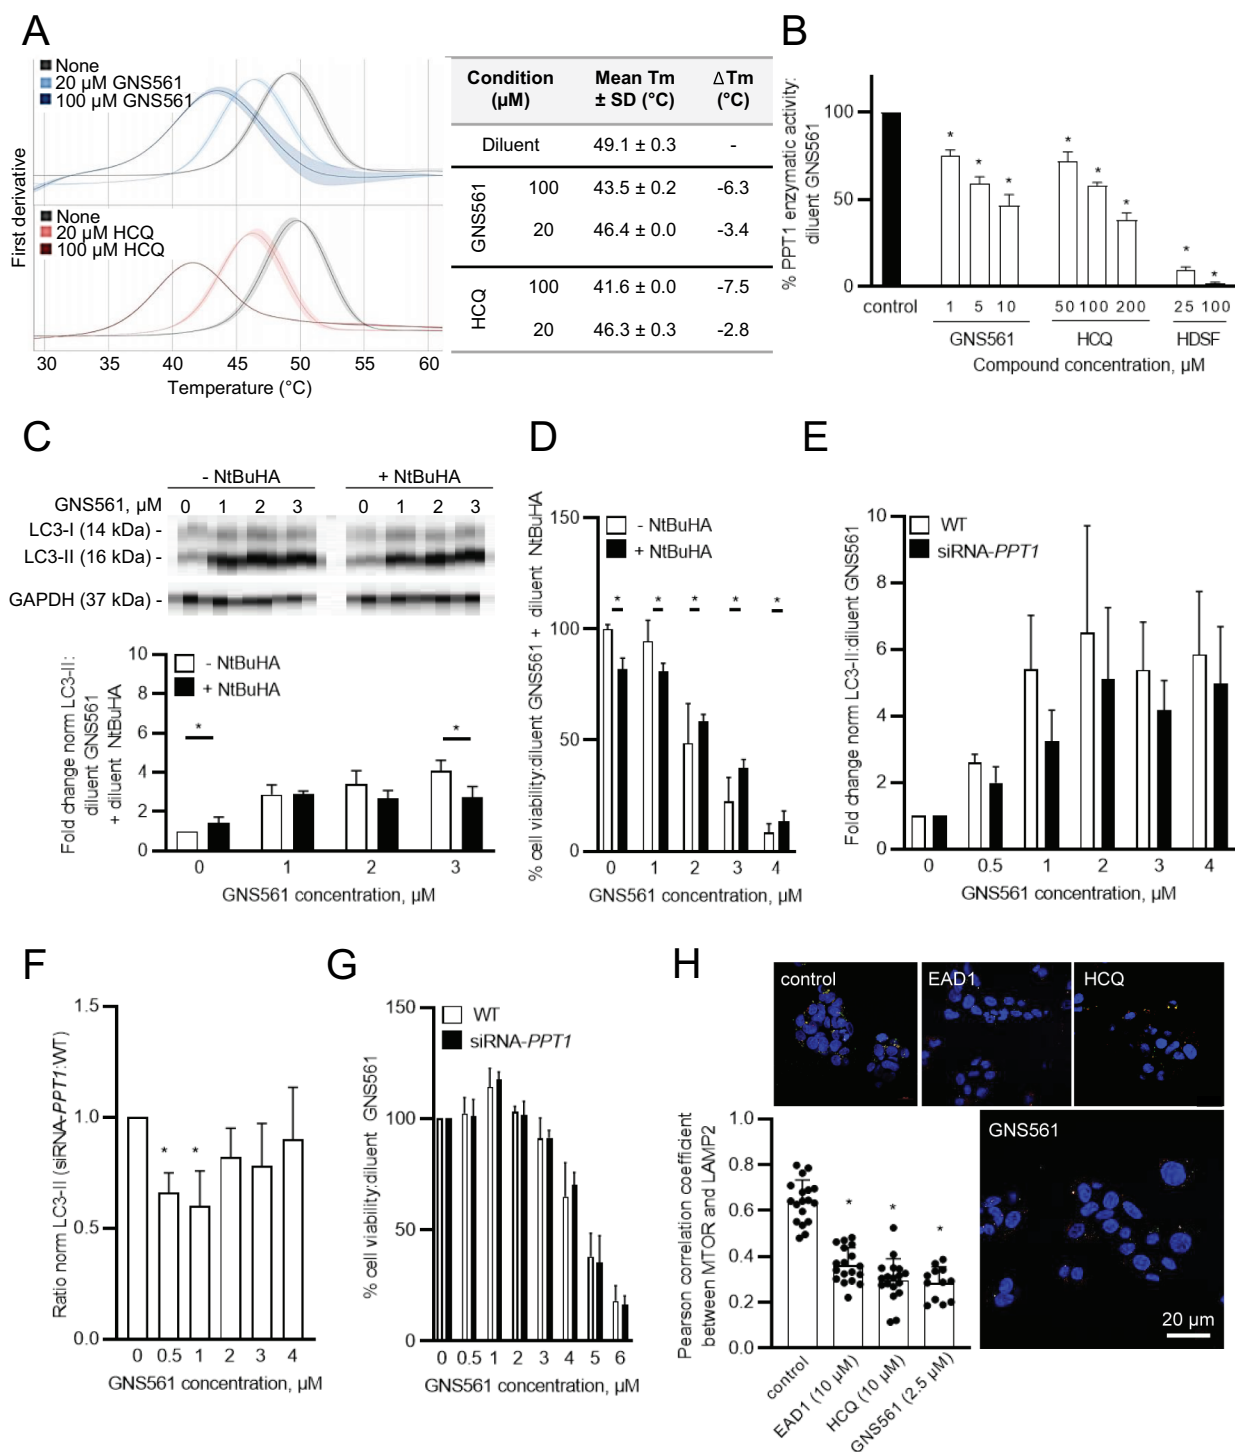 A
None
20 µM GNS561
100 µM GNS561
None
20 µM HCQ
100 µM HCQ
First derivative
30 35 40 45 50 55 60
Temperature (°C)
Condition (µM)
Mean Tm ± SD (°C)
ΔTm (°C)
Diluent 49.1 ± 0.3 -
GNS561
100 43.5 ± 0.2 -6.3
20 46.4 ± 0.0 -3.4
HCQ
100 41.6 ± 0.0 -7.5
20 46.3 ± 0.3 -2.8
B
% PPT1 enzymatic activity:
diluent GNS561
100
50
0
* * * * * * * *
control 1 5 10 50 100 200 25 100
GNS561 HCQ HDSF
Compound concentration, µM
C
- NtBuHA + NtBuHA
GNS561, µM 0 1 2 3 0 1 2 3
LC3-I (14 kDa) -
LC3-II (16 kDa) -
GAPDH (37 kDa) -
Fold change norm LC3-II:
diluent GNS561
+ diluent NtBuHA
10
8
6
4
2
0
- NtBuHA
+ NtBuHA
* *
0 1 2 3
GNS561 concentration, µM
D
% cell viability:diluent GNS561 + diluent NtBuHA
150
100
50
0
- NtBuHA
+ NtBuHA
* * * * *
0 1 2 3 4
GNS561 concentration, µM
E
Fold change norm LC3-II:diluent GNS561
10
8
6
4
2
0
WT
siRNA-PPT1
0 0.5 1 2 3 4
GNS561 concentration, µM
F
Ratio norm LC3-II (siRNA-PPT1:WT)
1.5
1.0
0.5
0.0
* *
0 0.5 1 2 3 4
GNS561 concentration, µM
G
% cell viability:diluent GNS561
150
100
50
0
WT
siRNA-PPT1
0 0.5 1 2 3 4 5 6
GNS561 concentration, µM
H
control
EAD1
HCQ
GNS561
20 µm
Pearson correlation coefficient
between MTOR and LAMP2
1.0
0.8
0.6
0.4
0.2
0.0
* * *
control
EAD1 (10 µM)
HCQ (10 µM)
GNS561 (2.5 µM)